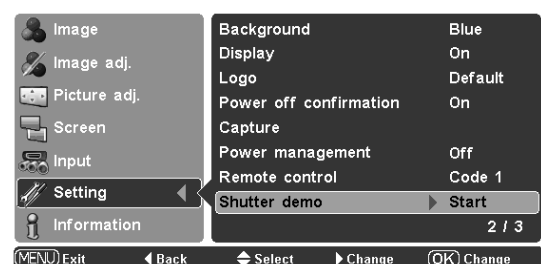 Image
Image adj.
Picture adj.
Screen
Input
Setting
Information
Background Blue
Display On
Logo Default
Power off confirmation On
Capture
Power management Off
Remote control Code 1
Shutter demo Start
2 / 3
MENU Exit Back Select Change OK Change